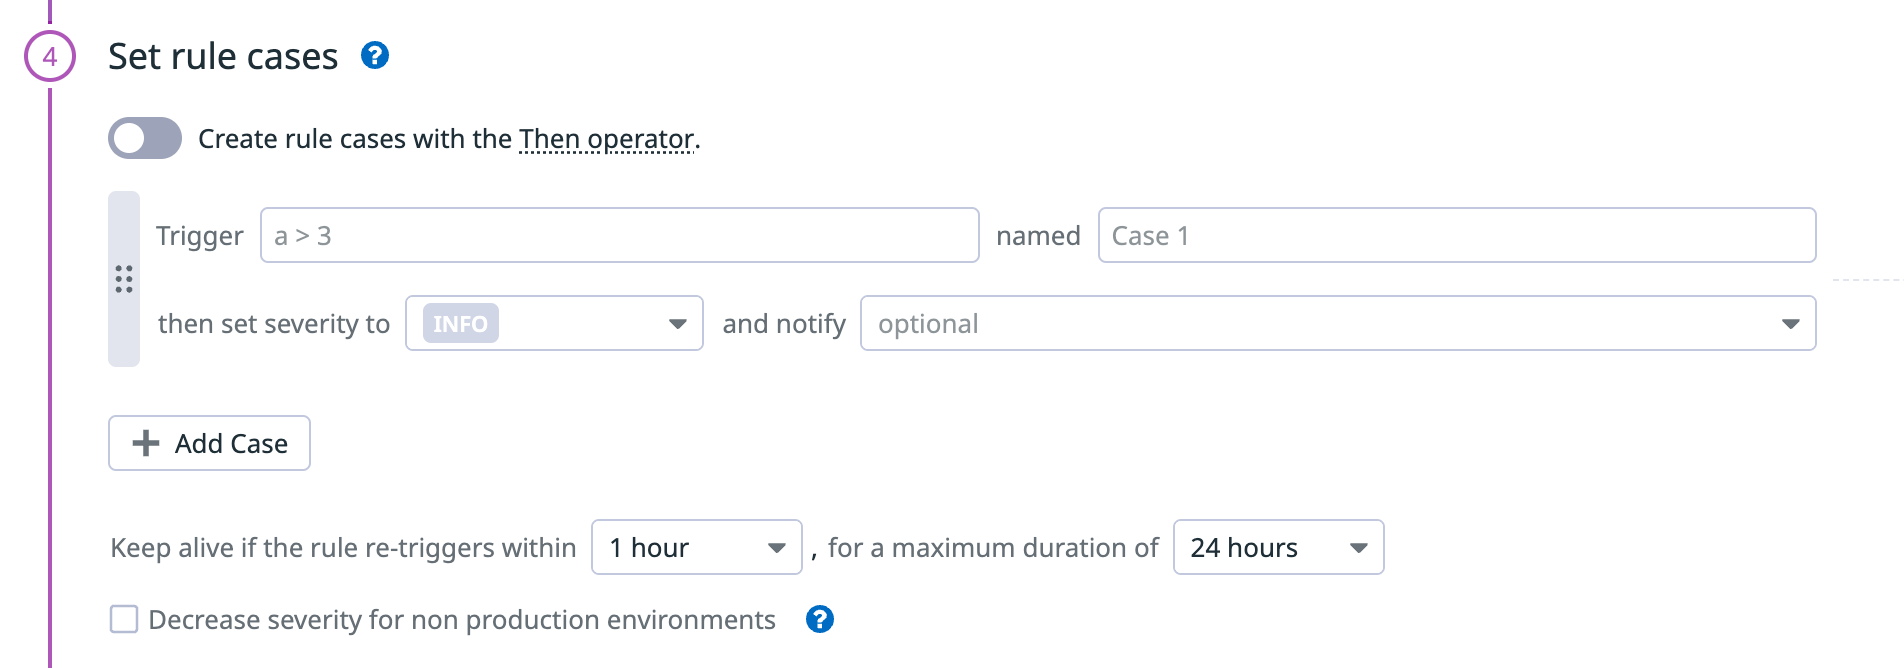 4 Set rule cases ?
Create rule cases with the Then operator.
Trigger a > 3 named Case 1
then set severity to INFO and notify optional
Add Case
Keep alive if the rule re-triggers within 1 hour , for a maximum duration of 24 hours
Decrease severity for non production environments ?